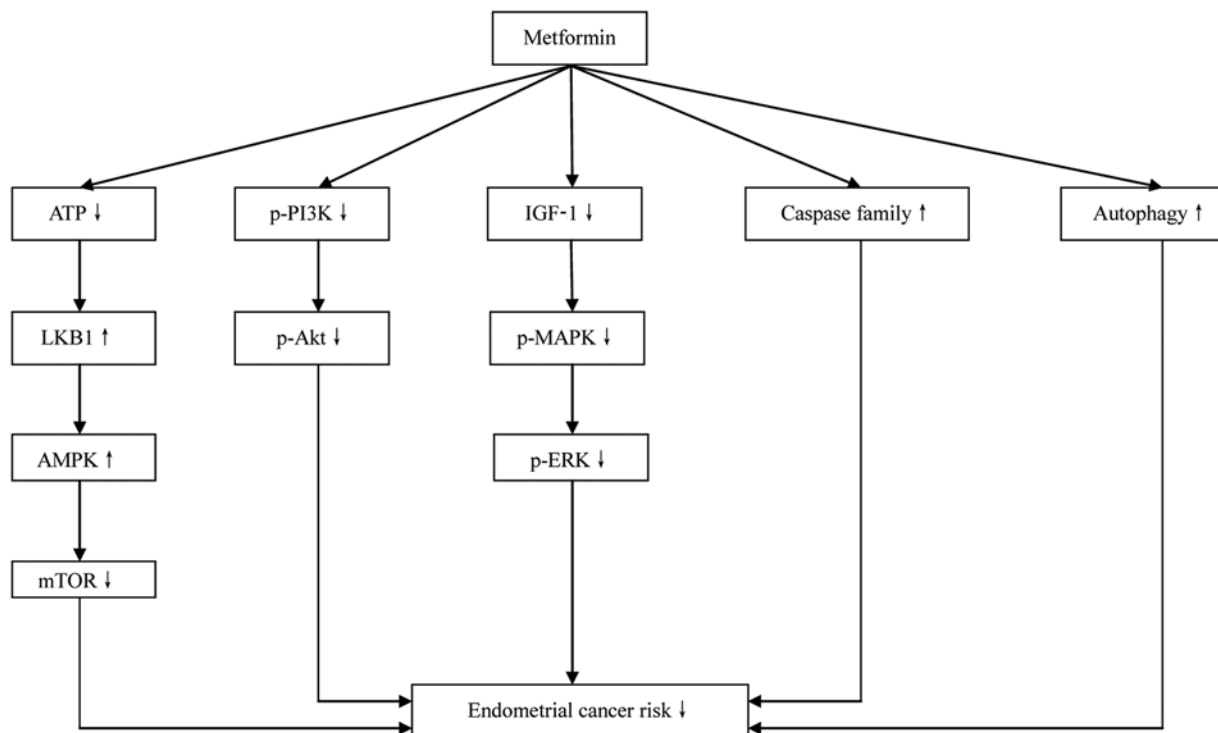 Metformin
ATP ↓
p-PI3K ↓
IGF-1 ↓
Caspase family ↑
Autophagy ↑
LKB1 ↑
p-Akt ↓
p-MAPK ↓
AMPK ↑
p-ERK ↓
mTOR ↓
Endometrial cancer risk ↓